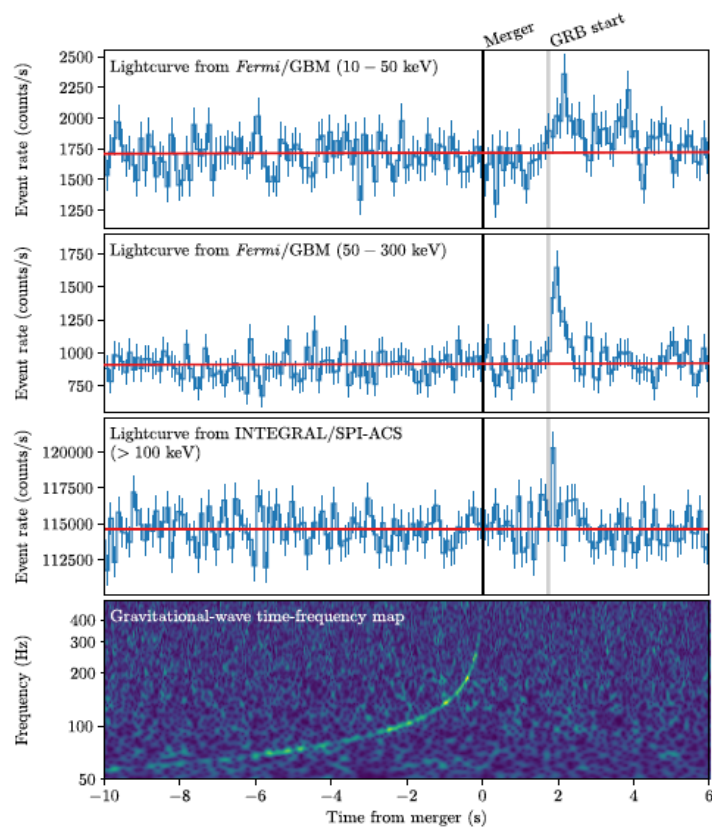 Merger GRB start
Lightcurve from Fermi/GBM (10 − 50 keV)
2500
2250
2000
1750
1500
1250
Event rate (counts/s)
Lightcurve from Fermi/GBM (50 − 300 keV)
1750
1500
1250
1000
750
Event rate (counts/s)
Lightcurve from INTEGRAL/SPI-ACS
(> 100 keV)
120000
117500
115000
112500
Event rate (counts/s)
Gravitational-wave time-frequency map
400
300
200
100
50
Frequency (Hz)
−10 −8 −6 −4 −2 0 2 4 6
Time from merger (s)